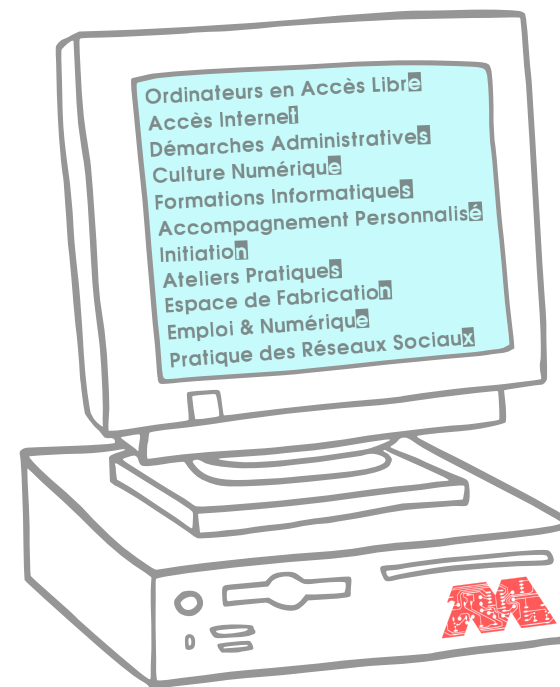 Ordinateurs en Accès Libre
Accès Internet
Démarches Administratives
Culture Numérique
Formations Informatiques
Accompagnement Personnalisé
Initiation
Ateliers Pratiques
Espace de Fabrication
Emploi & Numérique
Pratique des Réseaux Sociaux